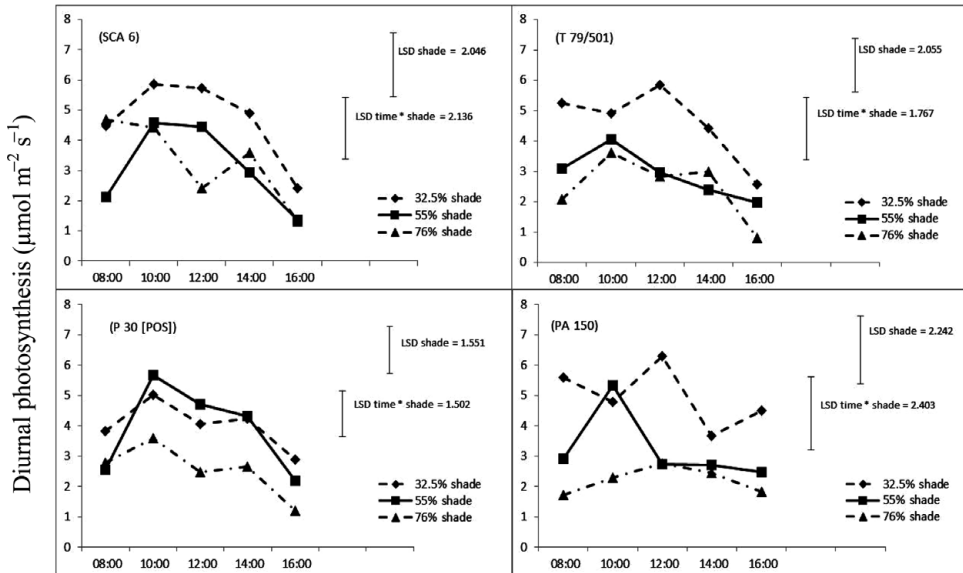 Diurnal photosynthesis (µmol m⁻² s⁻¹)
8
7
6
5
4
3
2
1
0
(SCA 6)
LSD shade = 2.046
LSD time * shade = 2.136
32.5% shade
55% shade
76% shade
08:00 10:00 12:00 14:00 16:00
8
7
6
5
4
3
2
1
0
(T 79/501)
LSD shade = 2.055
LSD time * shade = 1.767
32.5% shade
55% shade
76% shade
08:00 10:00 12:00 14:00 16:00
8
7
6
5
4
3
2
1
0
(P 30 [POS])
LSD shade = 1.551
LSD time * shade = 1.502
32.5% shade
55% shade
76% shade
08:00 10:00 12:00 14:00 16:00
8
7
6
5
4
3
2
1
0
(PA 150)
LSD shade = 2.242
LSD time * shade = 2.403
32.5% shade
55% shade
76% shade
08:00 10:00 12:00 14:00 16:00